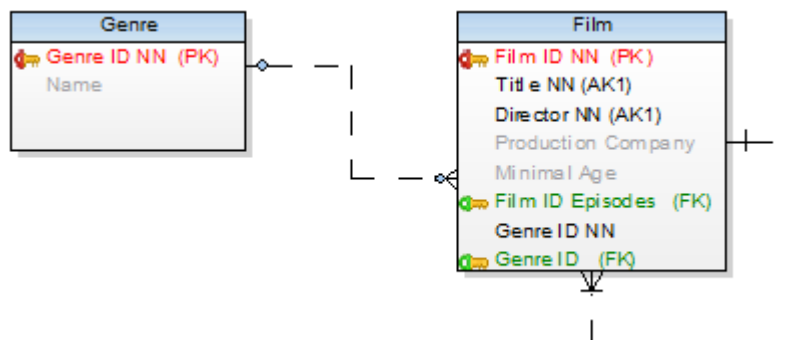 Genre
Genre ID NN (PK)
Name
Film
Film ID NN (PK)
Title NN (AK1)
Director NN (AK1)
Production Company
Minimal Age
Film ID Episodes (FK)
Genre ID NN
Genre ID (FK)